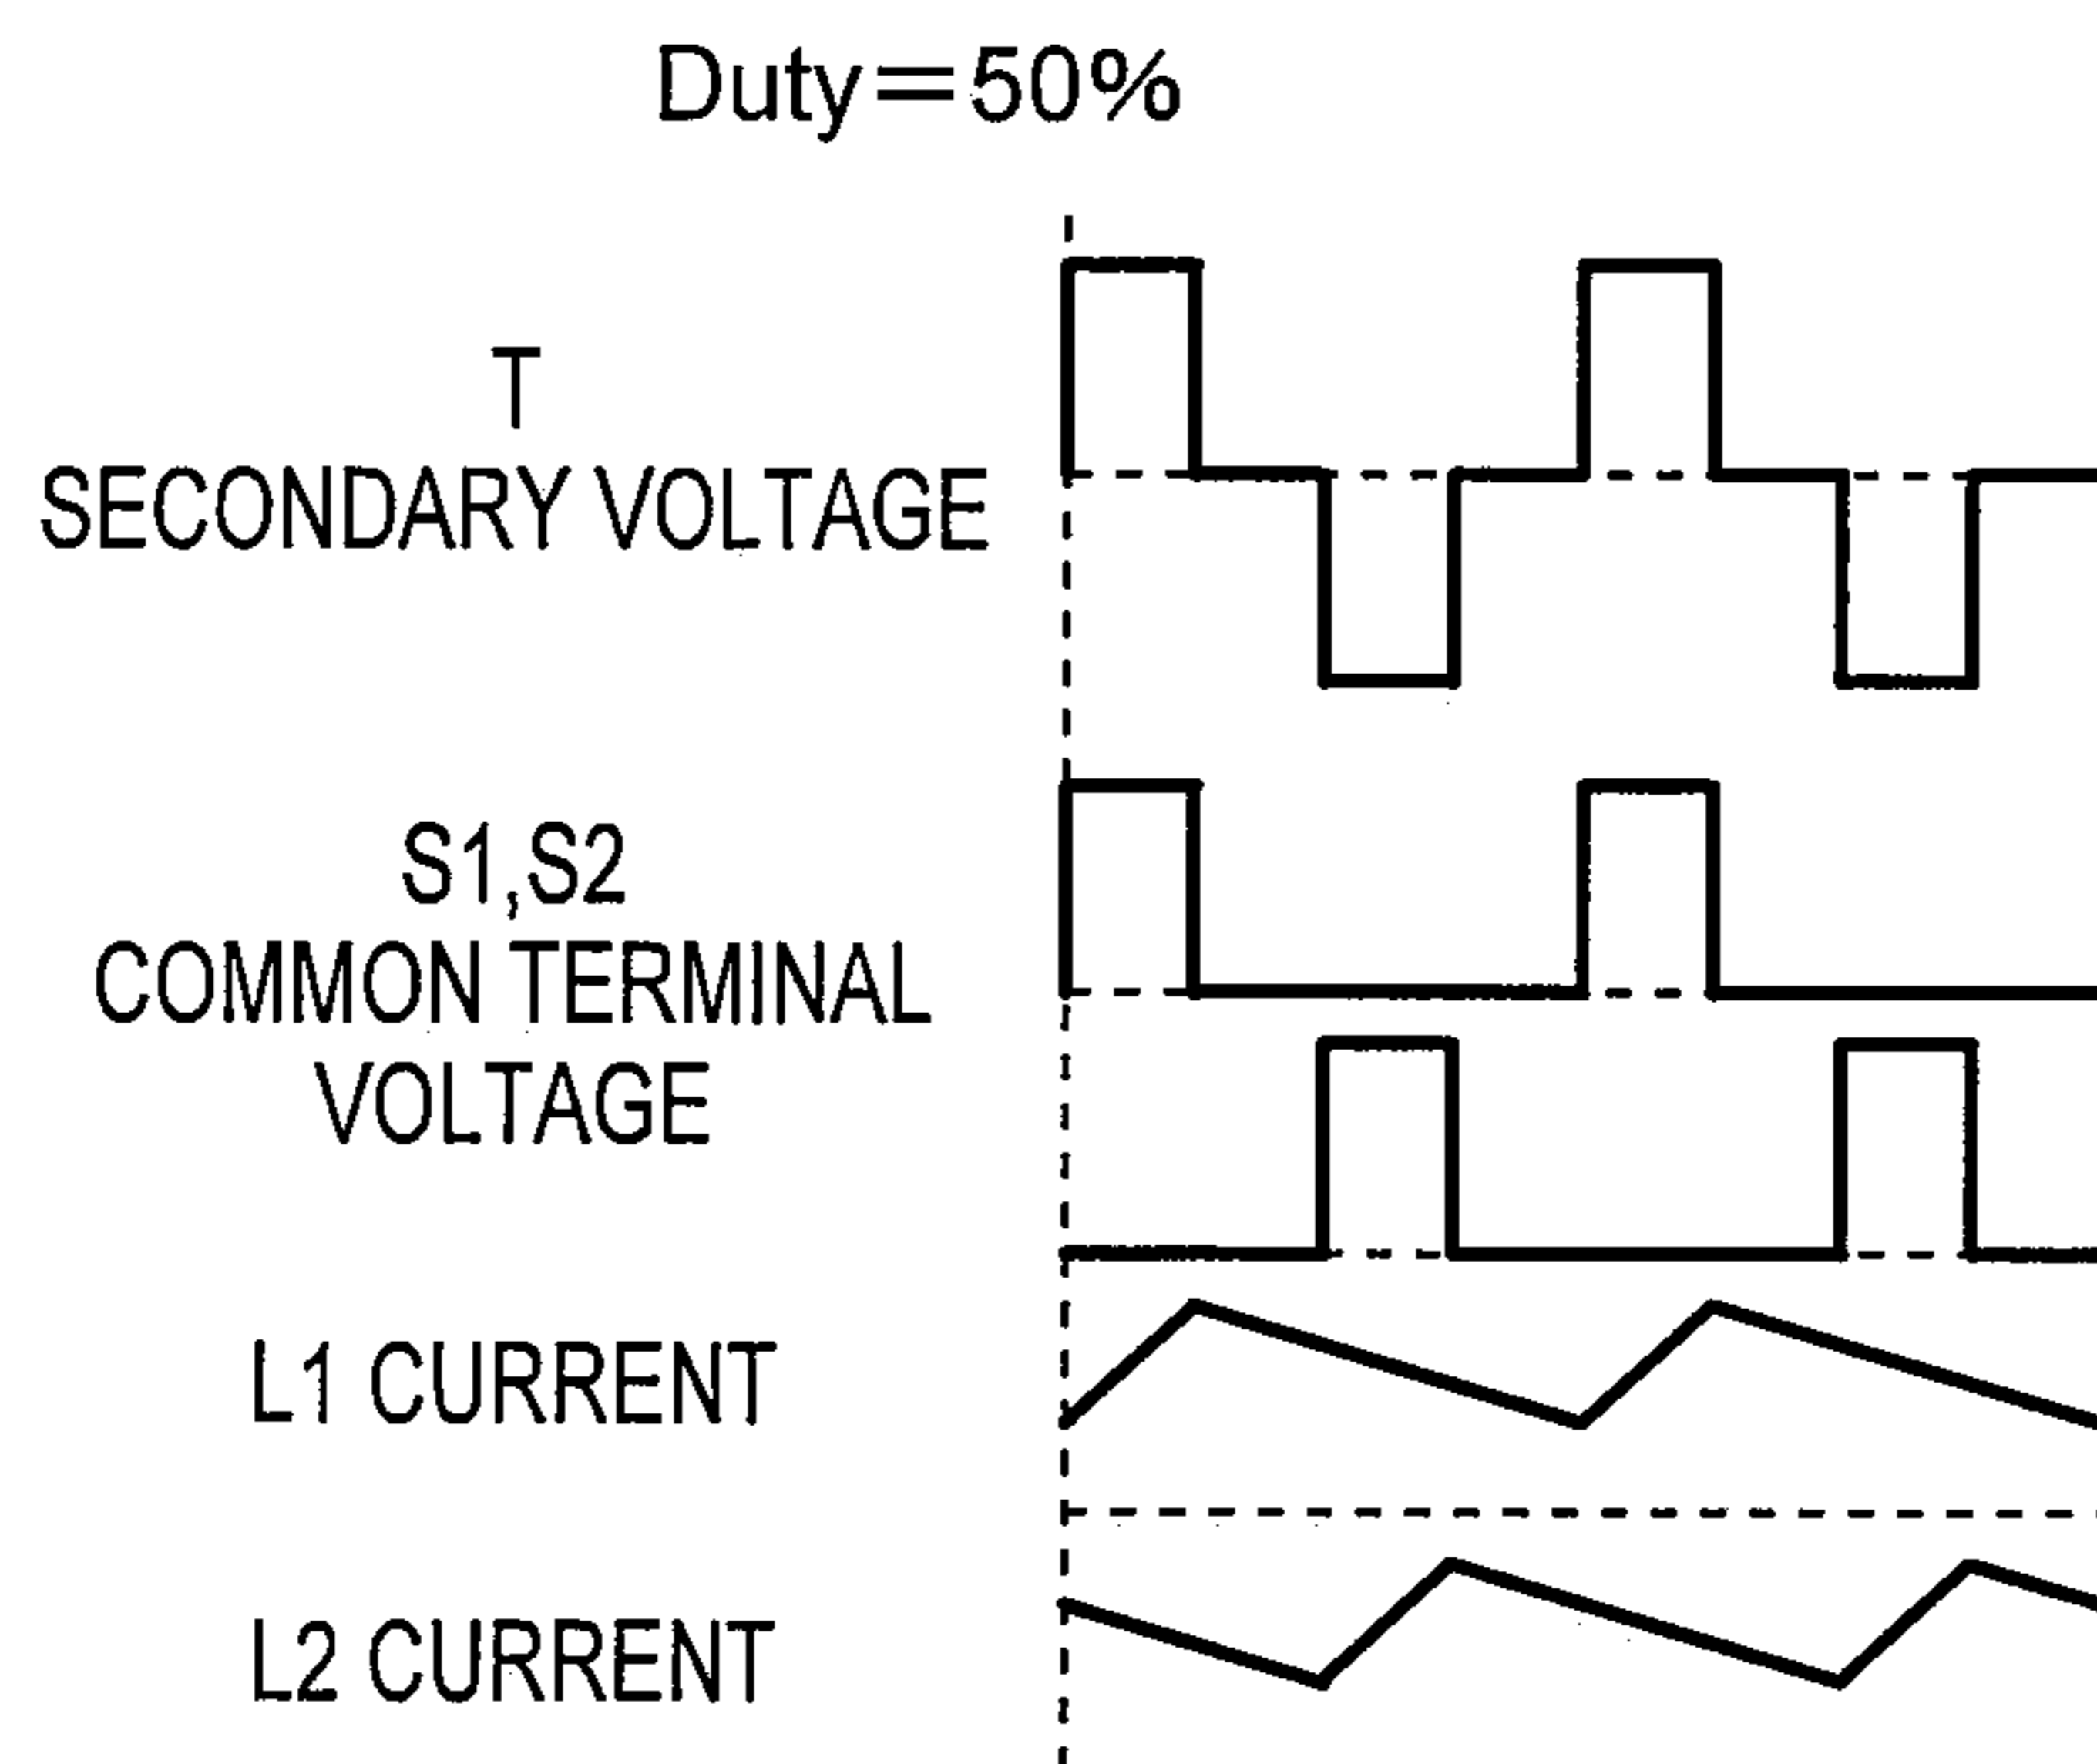 Duty=50%
T
SECONDARY VOLTAGE
S1,S2
COMMON TERMINAL
VOLTAGE
L1 CURRENT
L2 CURRENT